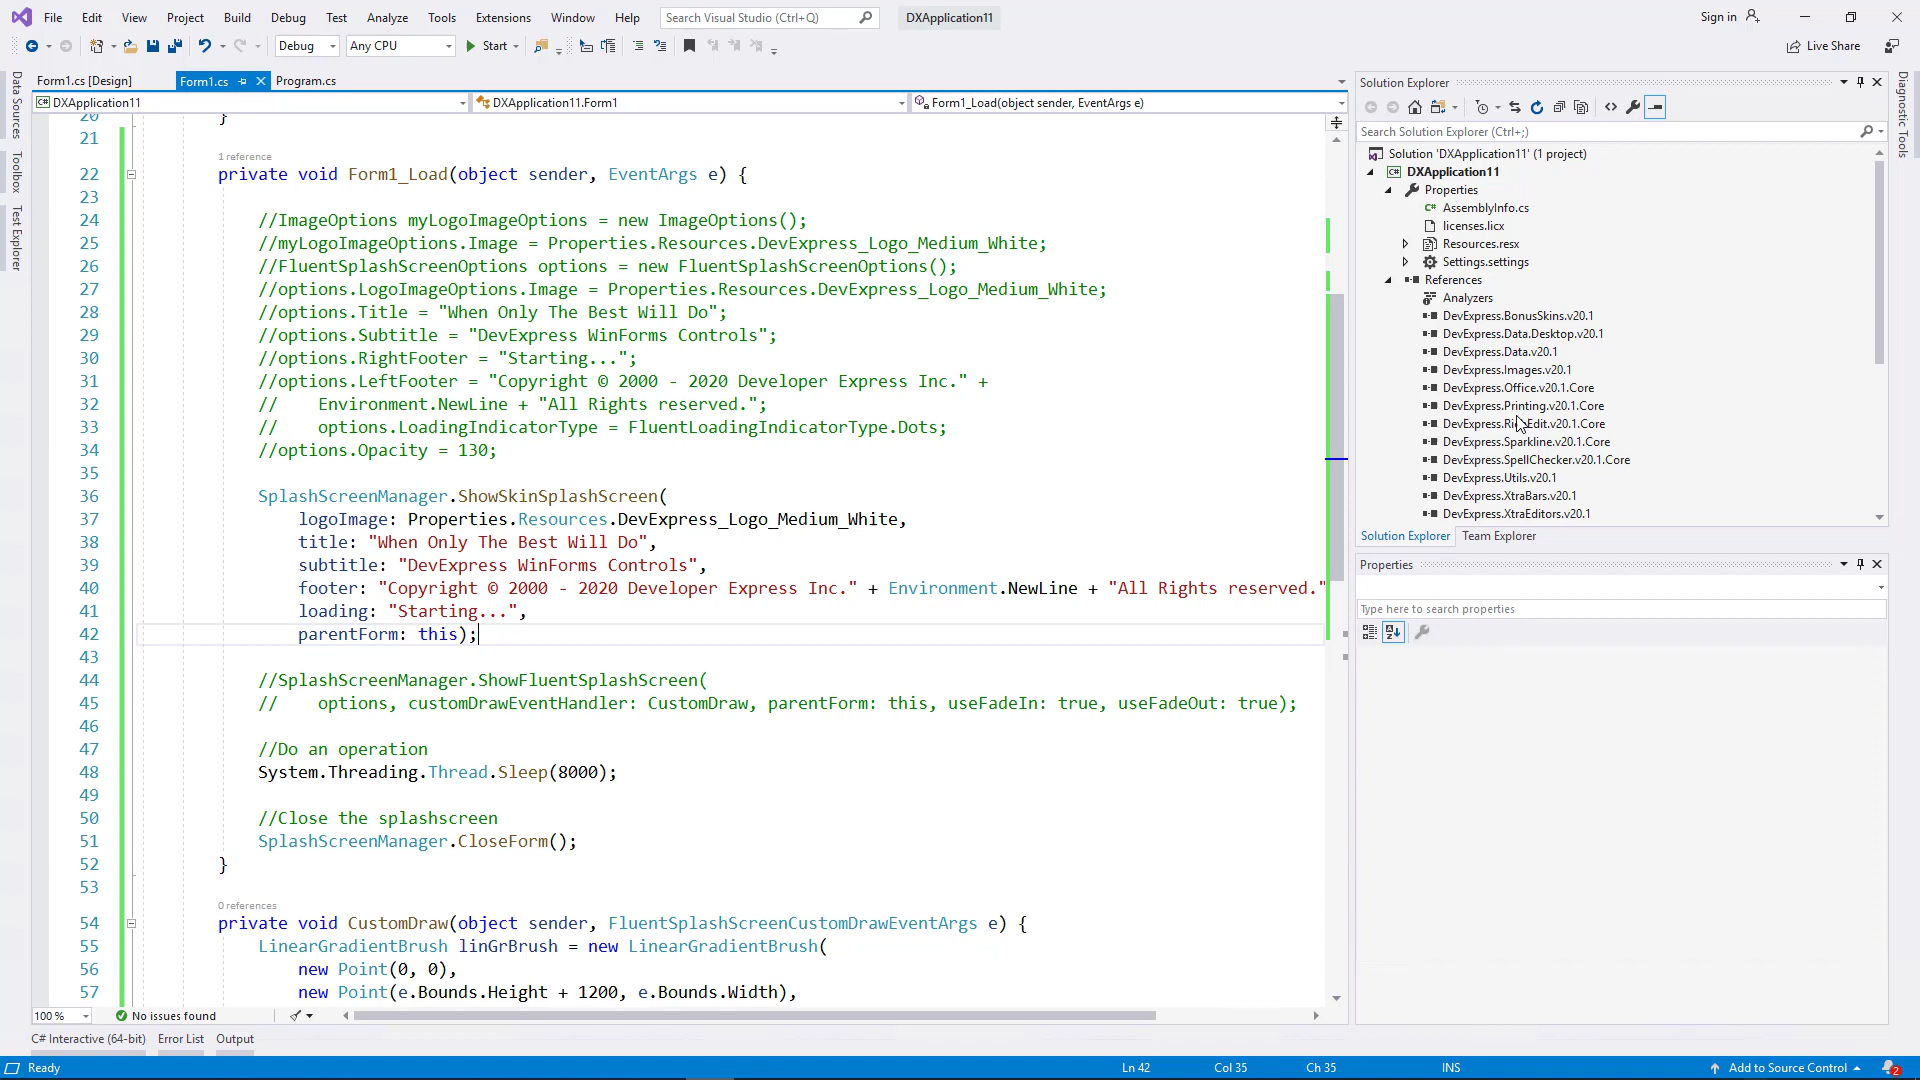 File Edit View Project Build Debug Test Analyze Tools Extensions Window Help Search Visual Studio (Ctrl+Q) DXApplication11 Sign in
Debug Any CPU Start Live Share
Form1.cs [Design] Form1.cs Program.cs
DXApplication11 DXApplication11.Form1 Form1_Load(object sender, EventArgs e)
Data Sources
Toolbox
Test Explorer
20 }
21
1 reference
22 private void Form1_Load(object sender, EventArgs e) {
23
24 //ImageOptions myLogoImageOptions = new ImageOptions();
25 //myLogoImageOptions.Image = Properties.Resources.DevExpress_Logo_Medium_White;
26 //FluentSplashScreenOptions options = new FluentSplashScreenOptions();
27 //options.LogoImageOptions.Image = Properties.Resources.DevExpress_Logo_Medium_White;
28 //options.Title = "When Only The Best Will Do";
29 //options.Subtitle = "DevExpress WinForms Controls";
30 //options.RightFooter = "Starting...";
31 //options.LeftFooter = "Copyright © 2000 - 2020 Developer Express Inc." +
32 // Environment.NewLine + "All Rights reserved.";
33 // options.LoadingIndicatorType = FluentLoadingIndicatorType.Dots;
34 //options.Opacity = 130;
35
36 SplashScreenManager.ShowSkinSplashScreen(
37 logoImage: Properties.Resources.DevExpress_Logo_Medium_White,
38 title: "When Only The Best Will Do",
39 subtitle: "DevExpress WinForms Controls",
40 footer: "Copyright © 2000 - 2020 Developer Express Inc." + Environment.NewLine + "All Rights reserved."
41 loading: "Starting...",
42 parentForm: this);
43
44 //SplashScreenManager.ShowFluentSplashScreen(
45 // options, customDrawEventHandler: CustomDraw, parentForm: this, useFadeIn: true, useFadeOut: true);
46
47 //Do an operation
48 System.Threading.Thread.Sleep(8000);
49
50 //Close the splashscreen
51 SplashScreenManager.CloseForm();
52 }
53
0 references
54 private void CustomDraw(object sender, FluentSplashScreenCustomDrawEventArgs e) {
55 LinearGradientBrush linGrBrush = new LinearGradientBrush(
56 new Point(0, 0),
57 new Point(e.Bounds.Height + 1200, e.Bounds.Width),
100 % No issues found
C# Interactive (64-bit) Error List Output
Solution Explorer
Search Solution Explorer (Ctrl+;)
Solution 'DXApplication11' (1 project)
C# DXApplication11
Properties
C# AssemblyInfo.cs
licenses.licx
Resources.resx
Settings.settings
References
Analyzers
DevExpress.BonusSkins.v20.1
DevExpress.Data.Desktop.v20.1
DevExpress.Data.v20.1
DevExpress.Images.v20.1
DevExpress.Office.v20.1.Core
DevExpress.Printing.v20.1.Core
DevExpress.RichEdit.v20.1.Core
DevExpress.Sparkline.v20.1.Core
DevExpress.SpellChecker.v20.1.Core
DevExpress.Utils.v20.1
DevExpress.XtraBars.v20.1
DevExpress.XtraEditors.v20.1
Solution Explorer Team Explorer
Properties
Type here to search properties
Diagnostic Tools
Ready Ln 42 Col 35 Ch 35 INS Add to Source Control 2